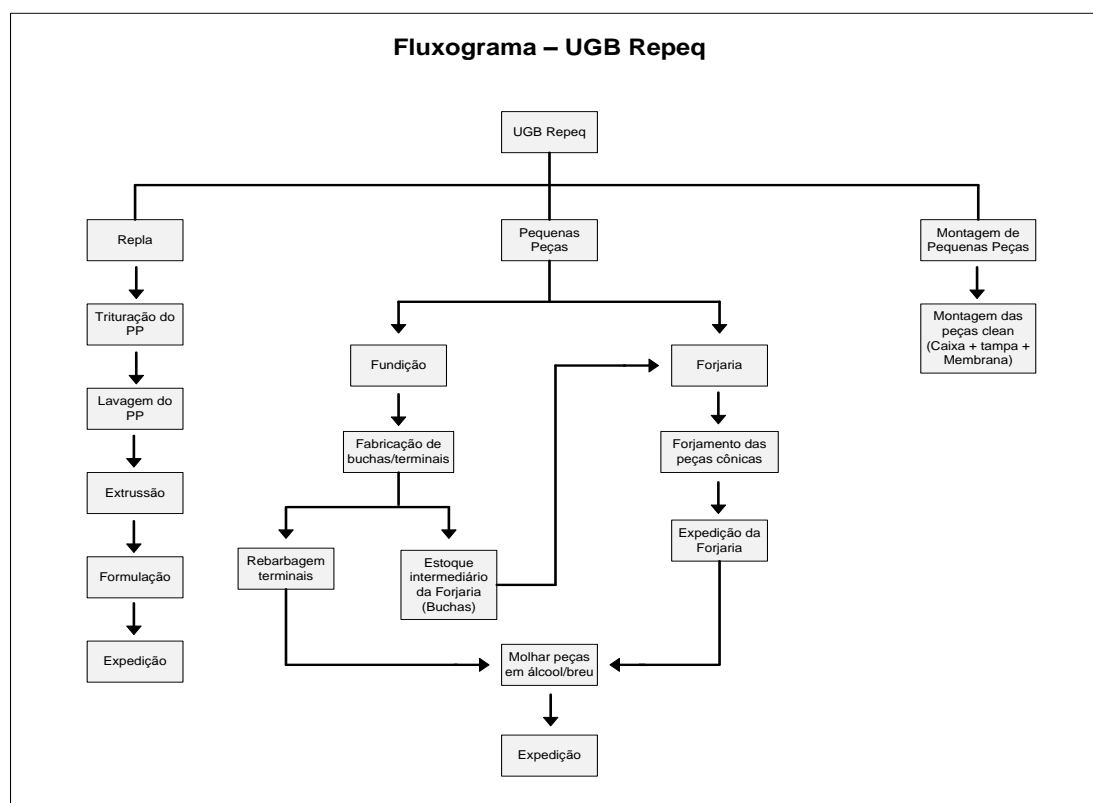 Fluxograma – UGB Repeq
UGB Repeq
Repla
Pequenas
Peças
Montagem de
Pequenas Peças
Trituração do
PP
Montagem das
peças clean
(Caixa + tampa +
Membrana)
Fundição
Forjaria
Lavagem do
PP
Fabricação de
buchas/terminais
Forjamento das
peças cônicas
Extrussão
Expedição da
Forjaria
Rebarbagem
terminais
Estoque
intermediário
da Forjaria
(Buchas)
Formulação
Expedição
Molhar peças
em álcool/breu
Expedição